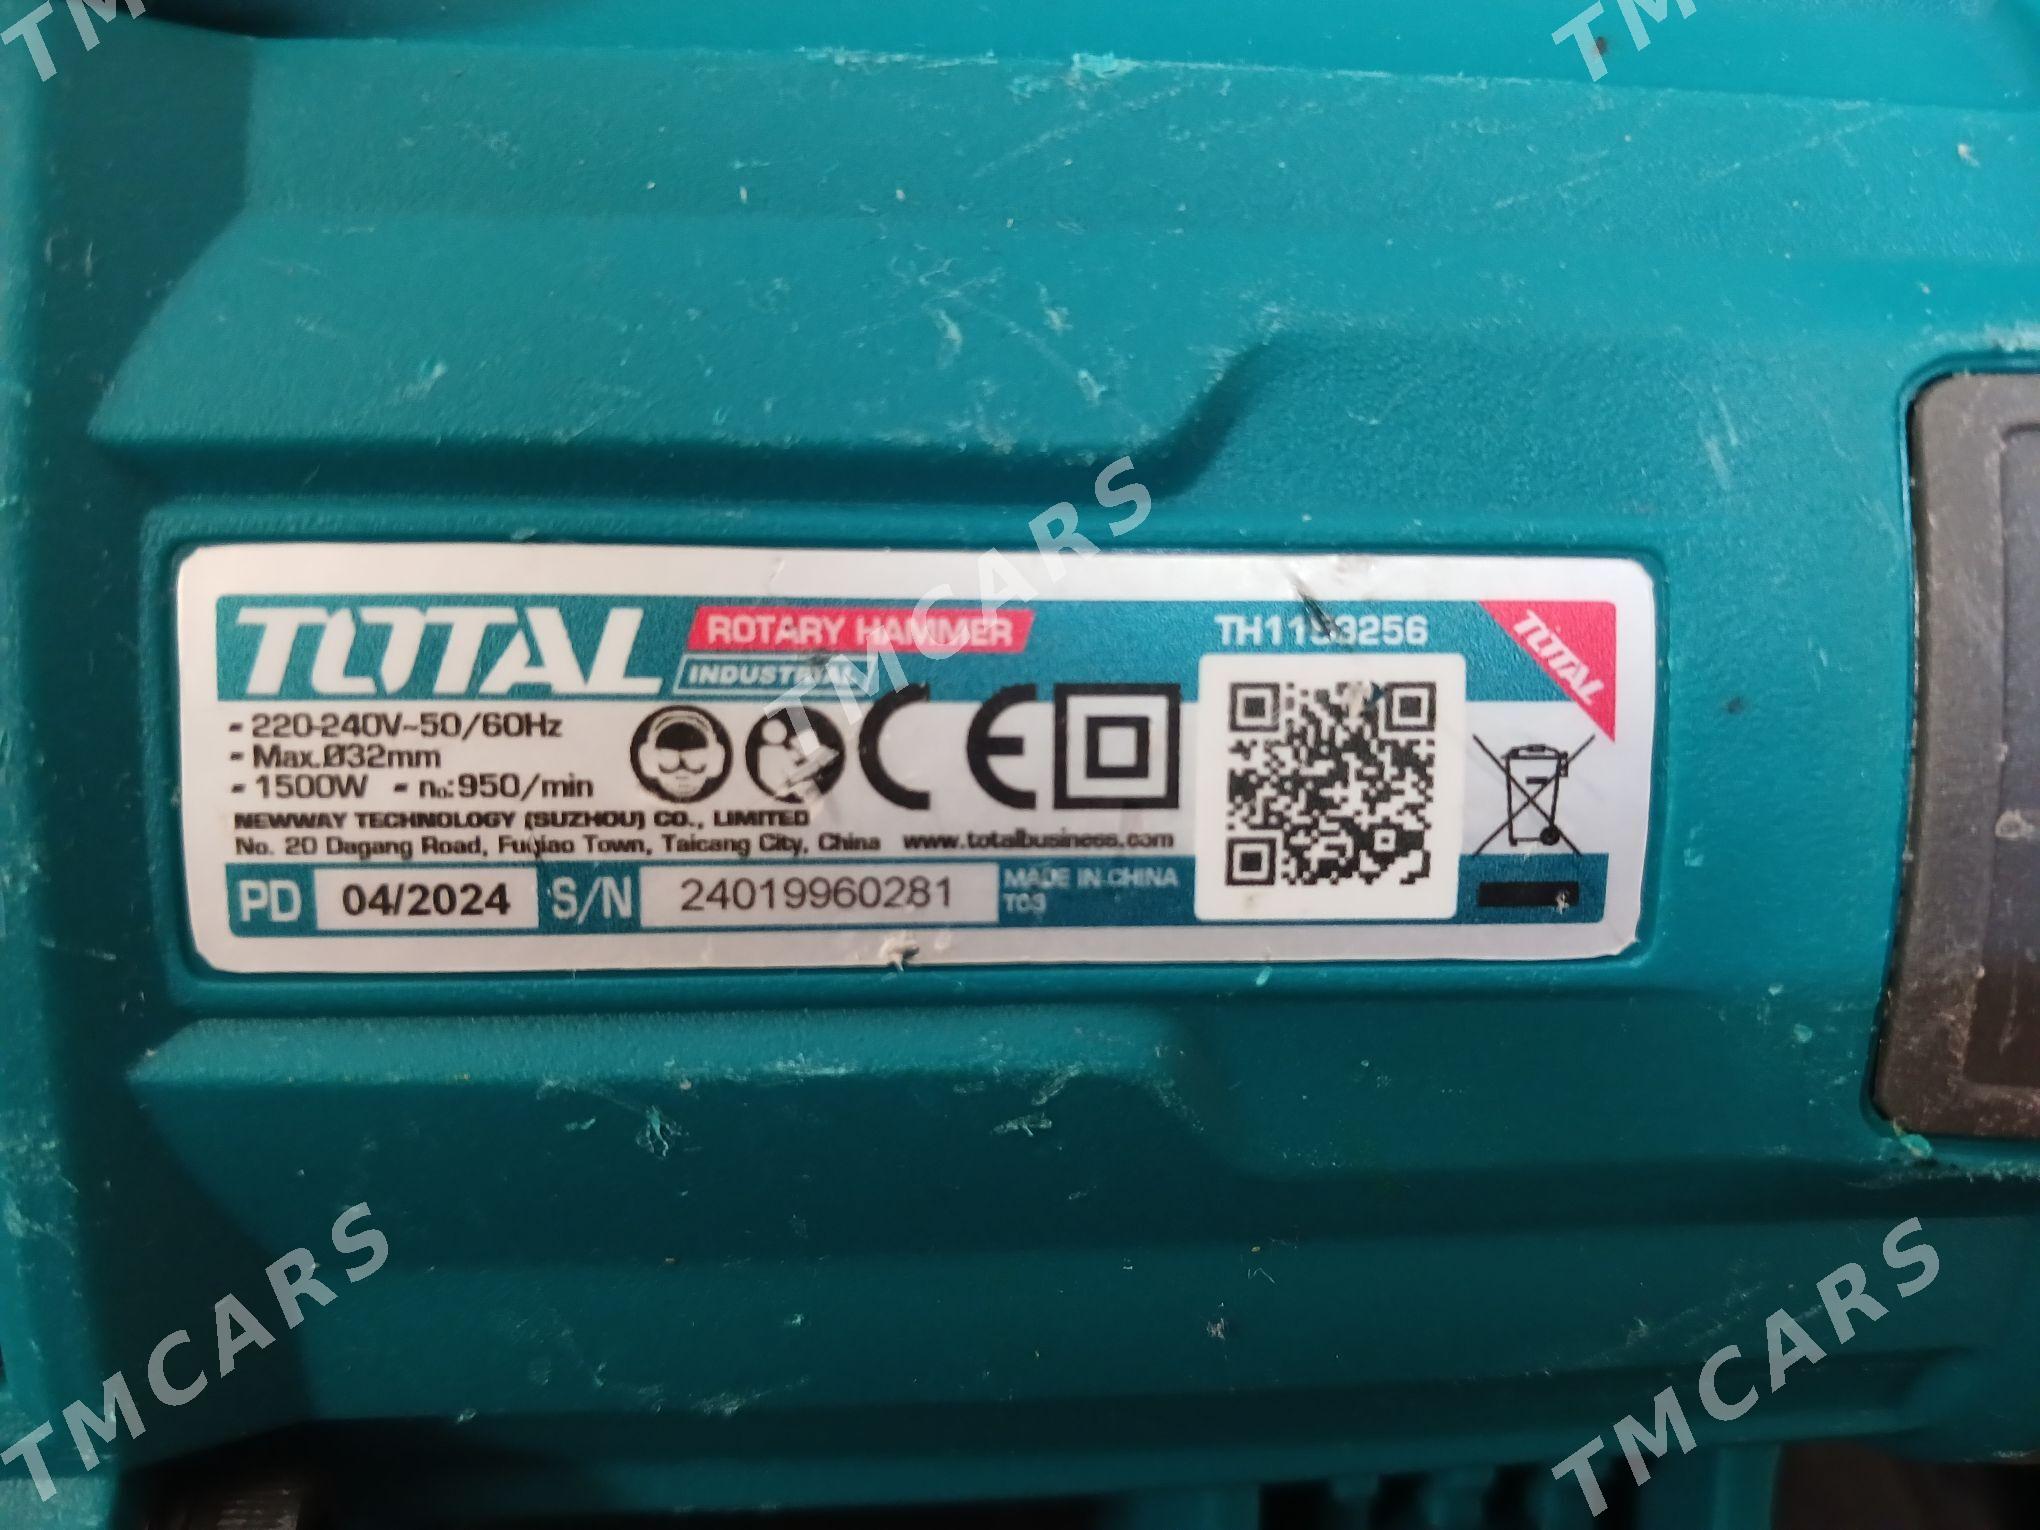 TOTAL ROTARY HAMMER TH1153256
INDUSTRIAL
TOTAL
- 220-240V~50/60Hz
- Max.Ø32mm
- 1500W - n₀:950/min
NEWWAY TECHNOLOGY (SUZHOU) CO., LIMITED
No. 20 Dagang Road, Fuqiao Town, Taicang City, China www.totalbusiness.com
PD 04/2024 S/N 24019960281 MADE IN CHINA
T03
TMCARS
TMCARS
TMCARS